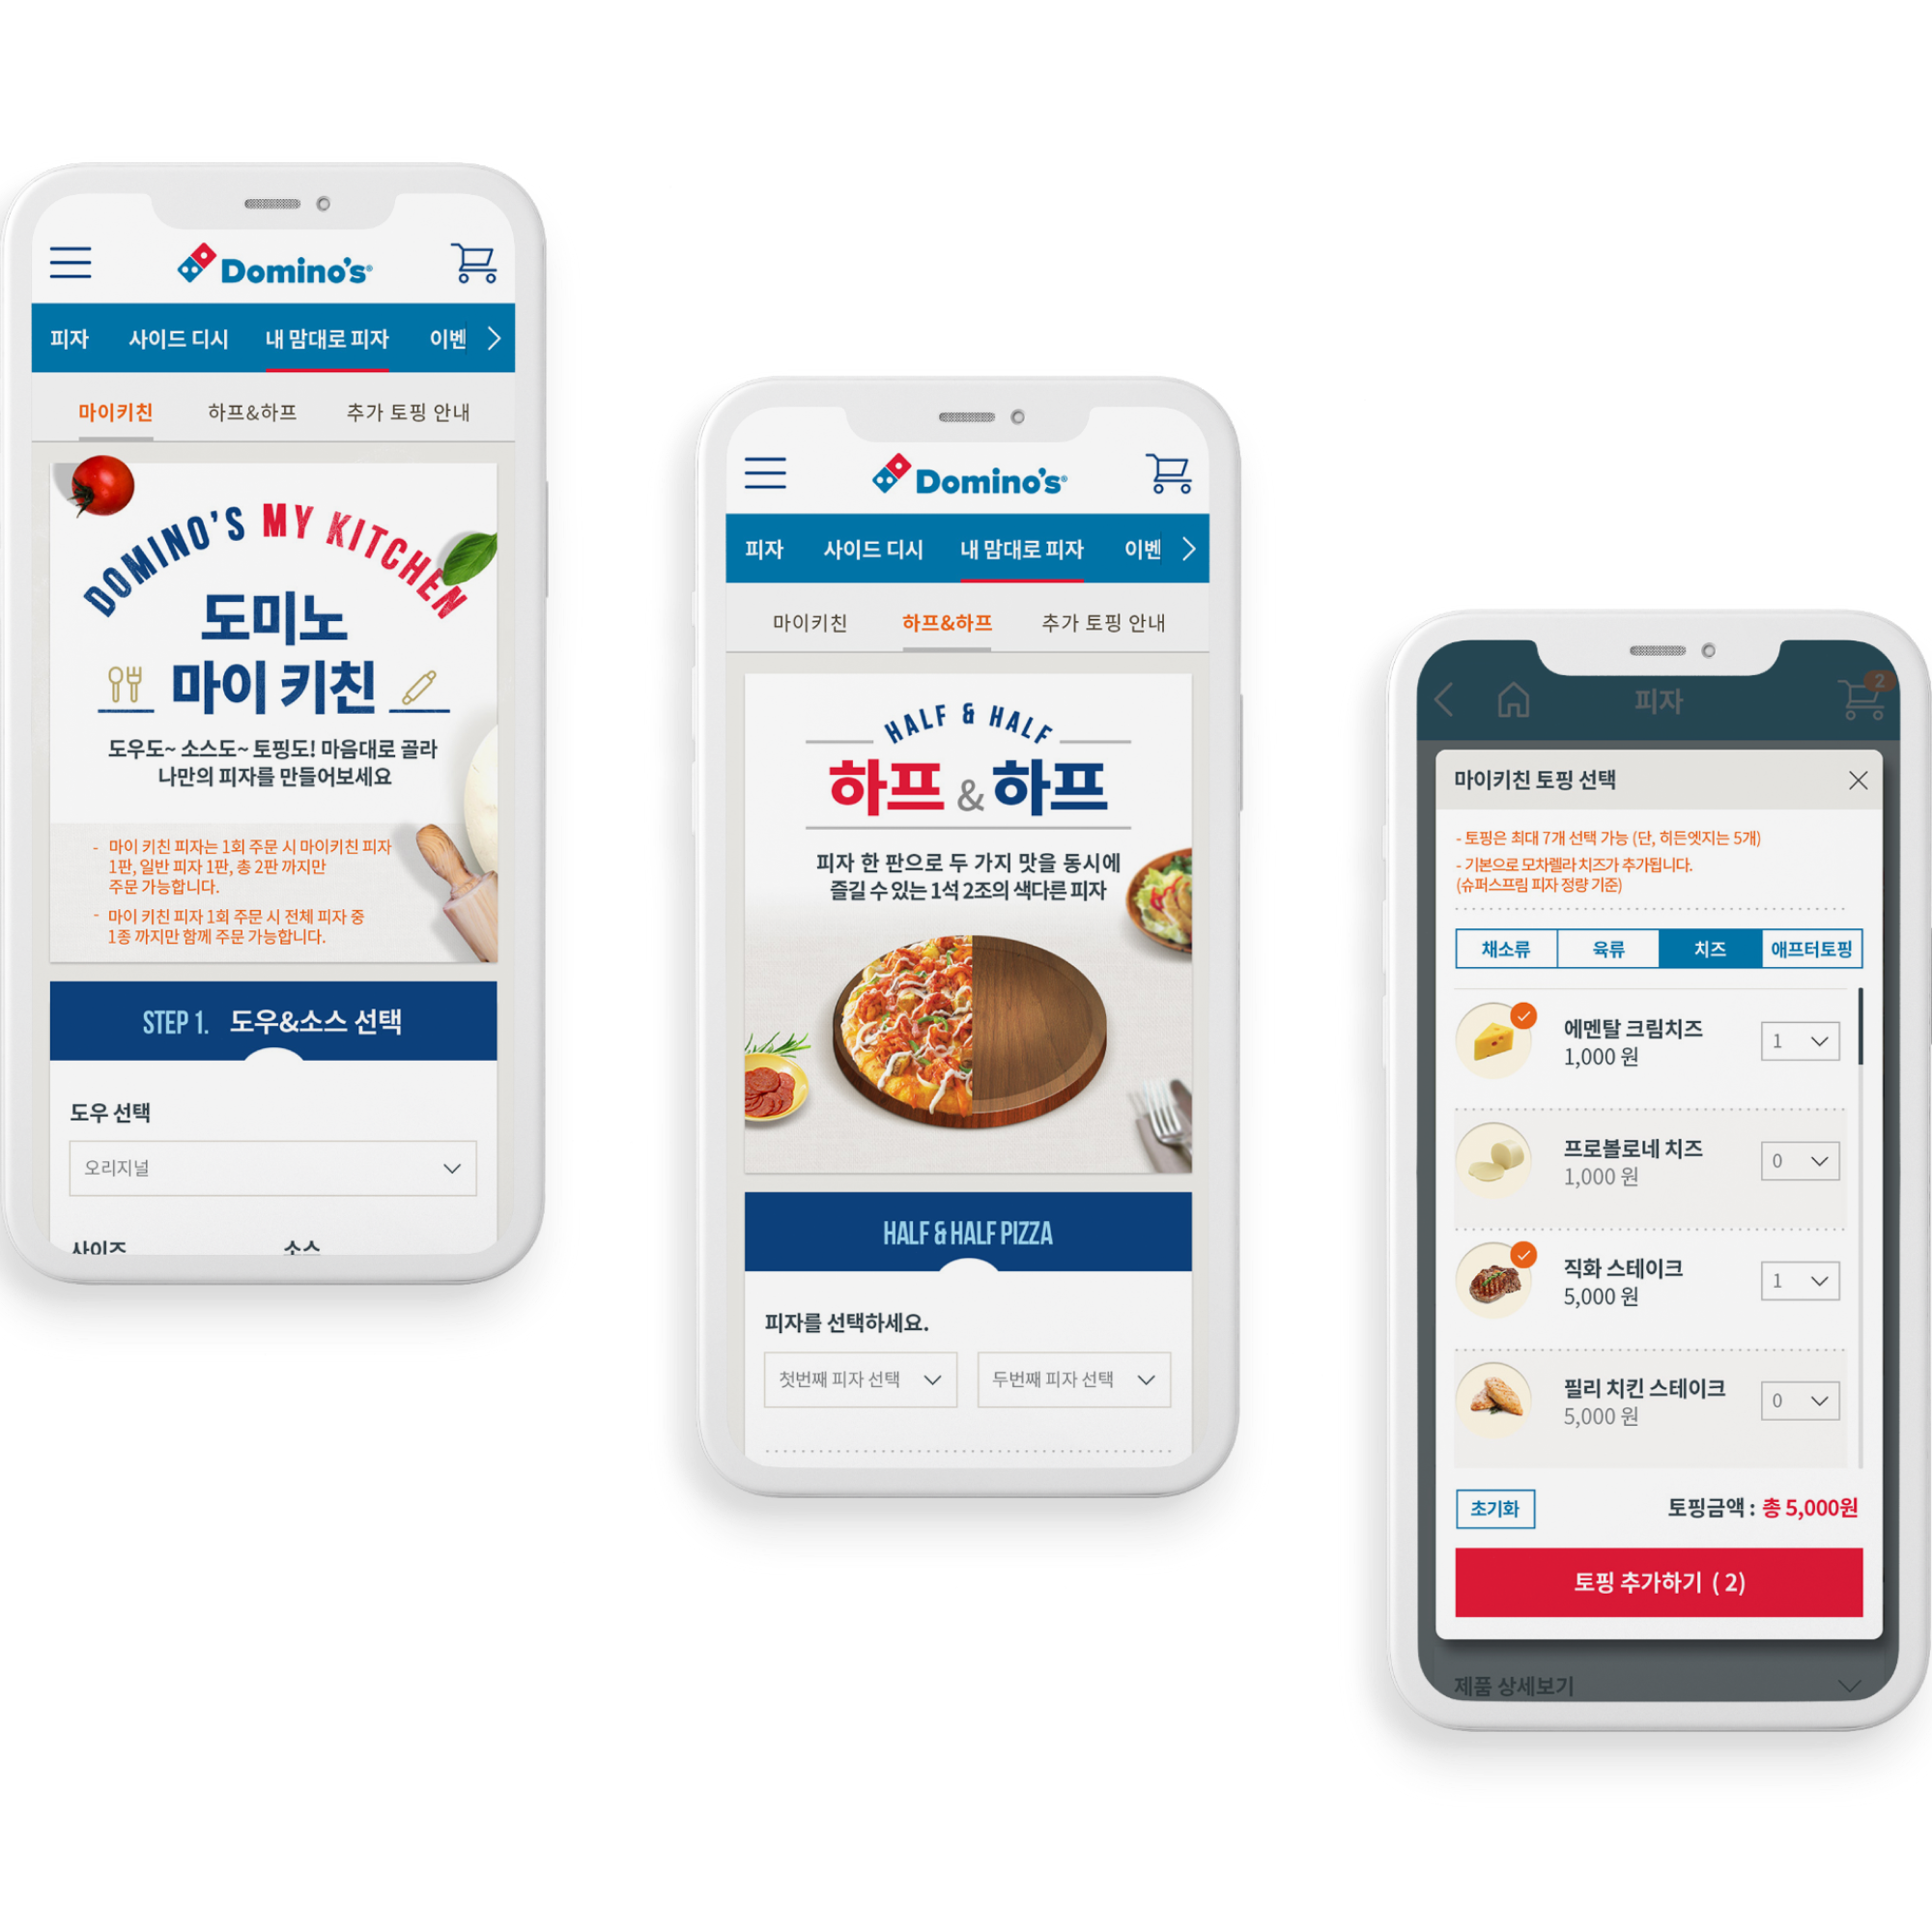 Domino's®
피자 사이드 디시 내 맘대로 피자 이벤
마이키친 하프&하프 추가 토핑 안내
DOMINO'S MY KITCHEN
도미노
마이 키친
도우도~ 소스도~ 토핑도! 마음대로 골라
나만의 피자를 만들어보세요
- 마이 키친 피자는 1회 주문 시 마이키친 피자
1판, 일반 피자 1판, 총 2판 까지만
주문 가능합니다.
- 마이 키친 피자 1회 주문 시 전체 피자 중
1종 까지만 함께 주문 가능합니다.
STEP 1. 도우&소스 선택
도우 선택
오리지널
사이즈 소스
Domino's®
피자 사이드 디시 내 맘대로 피자 이벤
마이키친 하프&하프 추가 토핑 안내
HALF & HALF
하프 & 하프
피자 한 판으로 두 가지 맛을 동시에
즐길 수 있는 1석 2조의 색다른 피자
HALF & HALF PIZZA
피자를 선택하세요.
첫번째 피자 선택 두번째 피자 선택
피자 2
마이키친 토핑 선택
- 토핑은 최대 7개 선택 가능 (단, 히든엣지는 5개)
- 기본으로 모차렐라 치즈가 추가됩니다.
(슈퍼스프림 피자 정량 기준)
채소류 육류 치즈 애프터토핑
에멘탈 크림치즈
1,000 원
1
프로볼로네 치즈
1,000 원
0
직화 스테이크
5,000 원
1
필리 치킨 스테이크
5,000 원
0
초기화 토핑금액 : 총 5,000원
토핑 추가하기 ( 2)
제품 상세보기